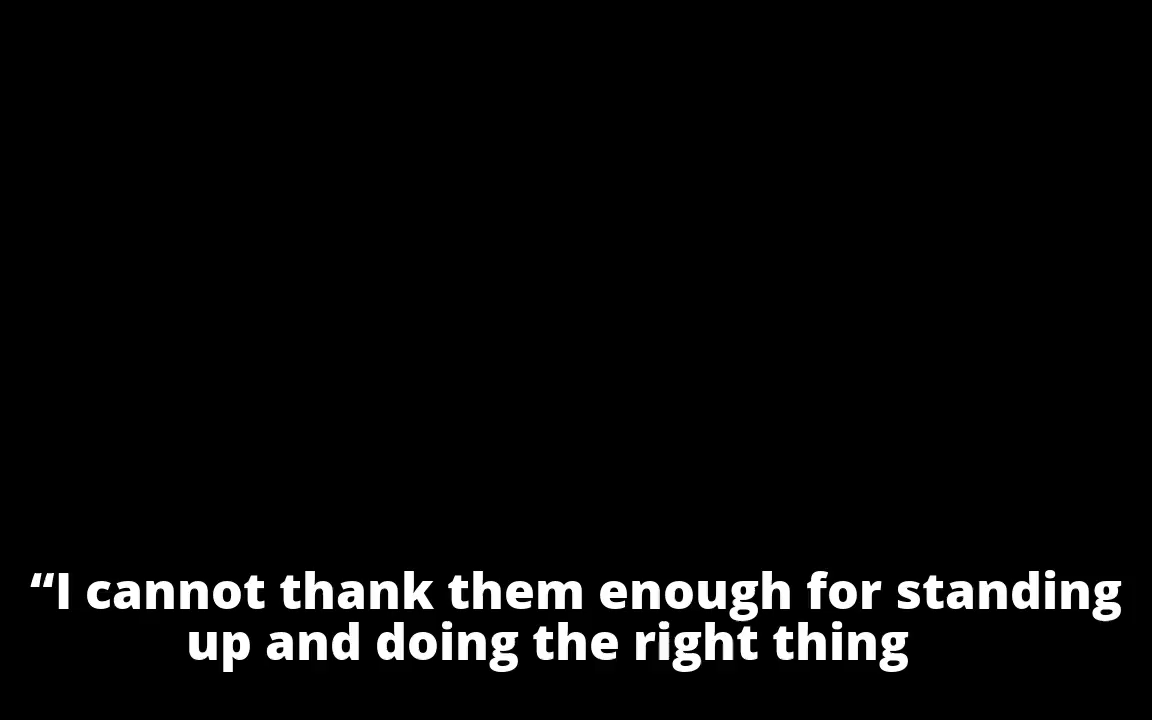 “I cannot thank them enough for standing
up and doing the right thing